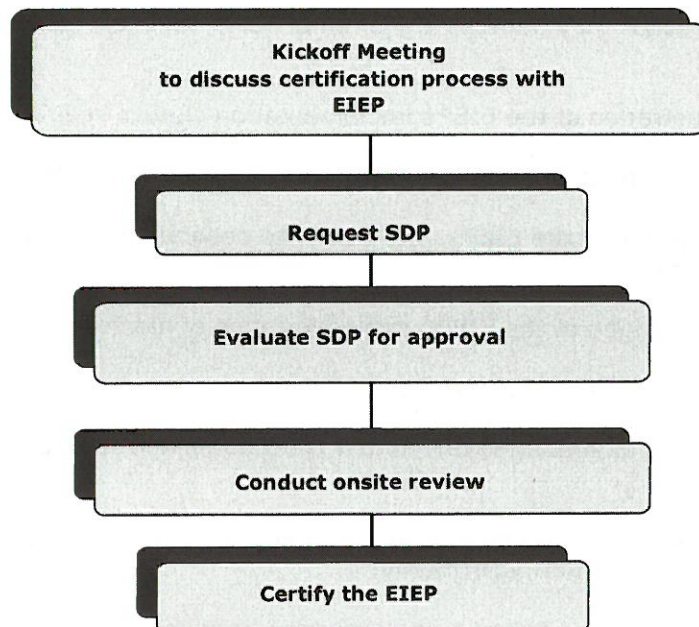 Kickoff Meeting
to discuss certification process with
EIEP
Request SDP
Evaluate SDP for approval
Conduct onsite review
Certify the EIEP